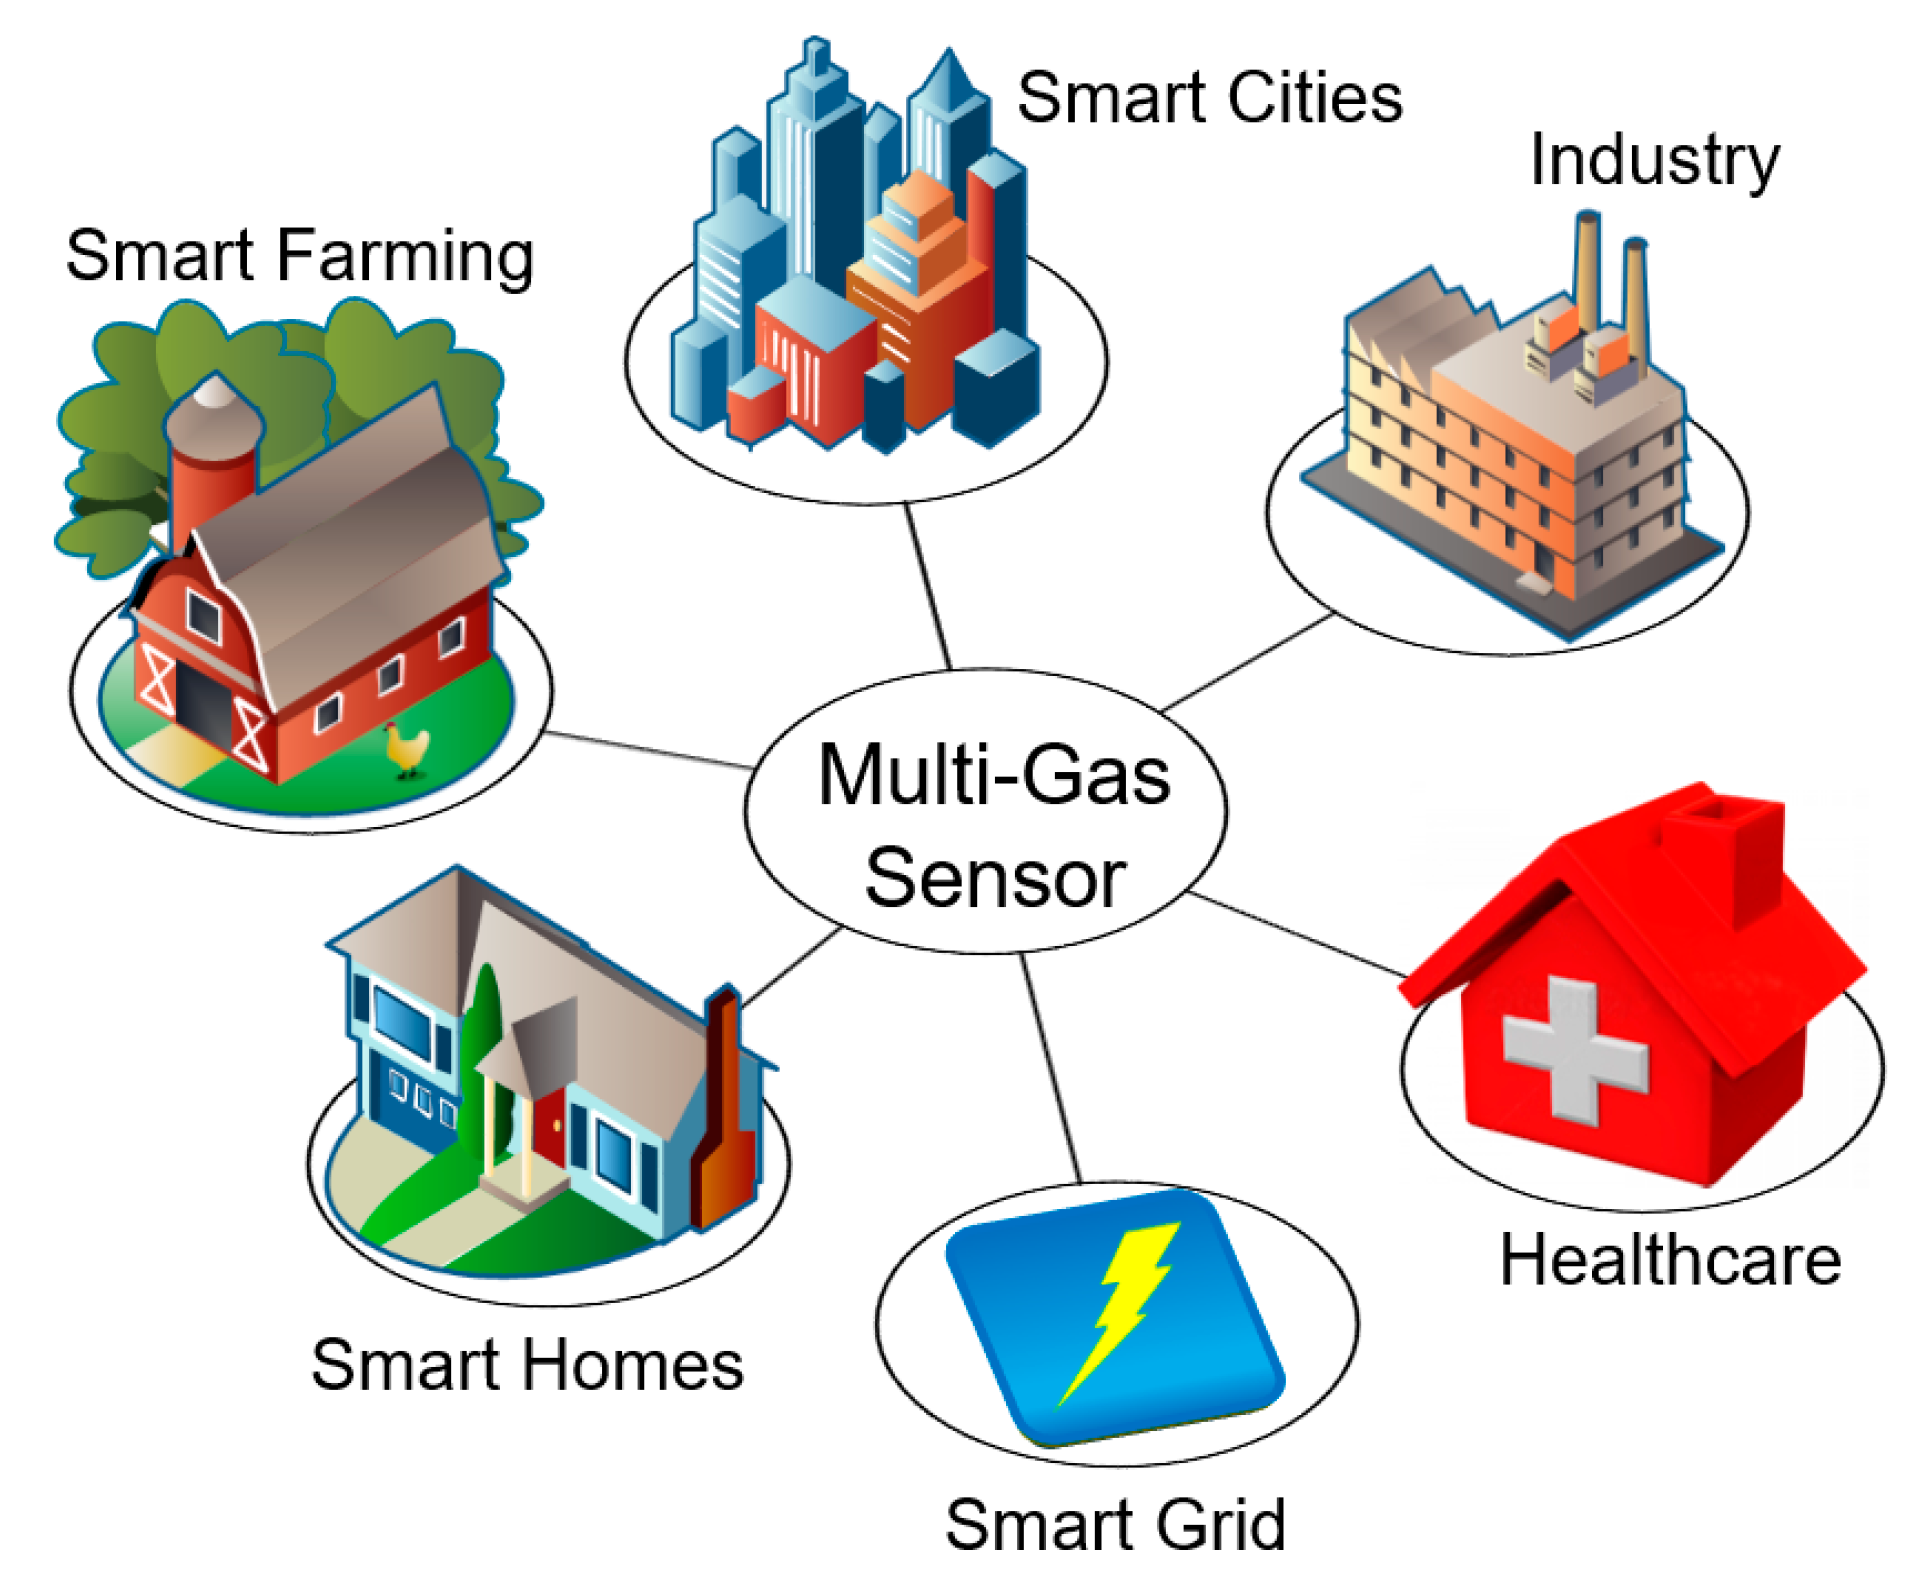 Smart Cities
Industry
Smart Farming
Multi-Gas
Sensor
Healthcare
Smart Homes
Smart Grid